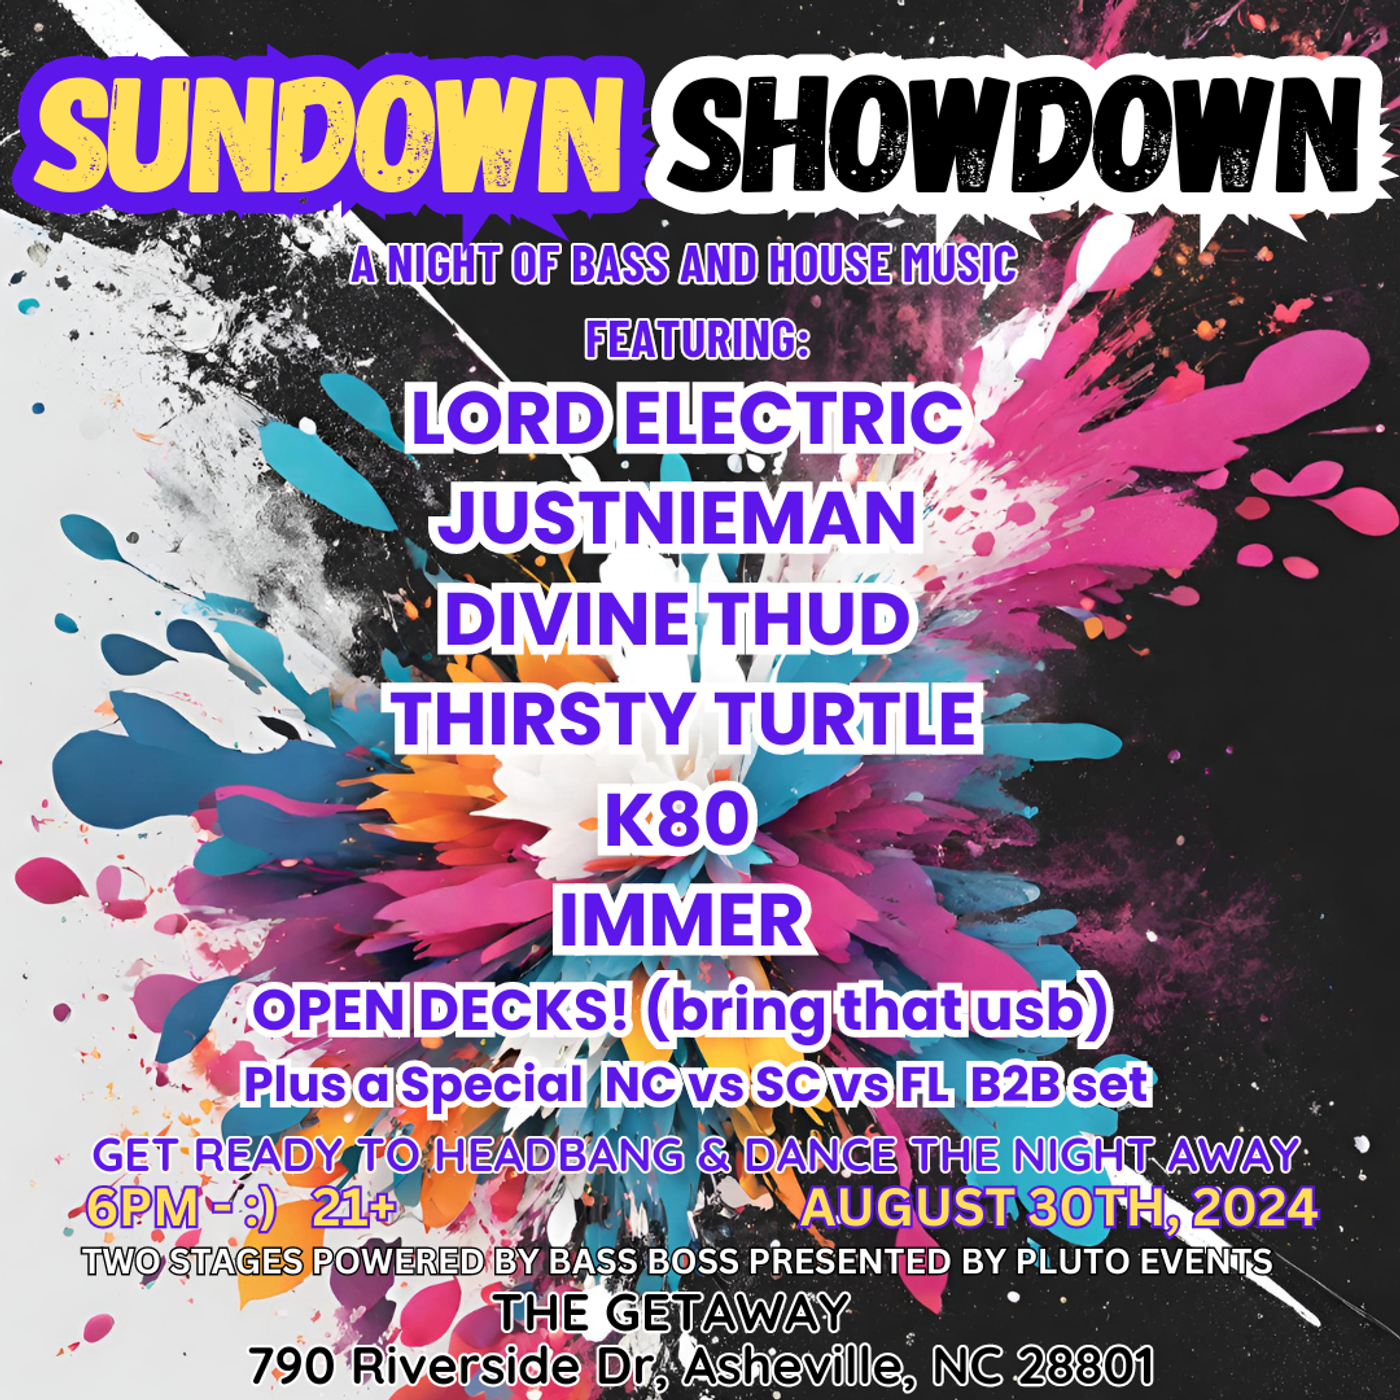 SUNDOWN SHOWDOWN
A NIGHT OF BASS AND HOUSE MUSIC
FEATURING:
LORD ELECTRIC
JUSTNIEMAN
DIVINE THUD
THIRSTY TURTLE
K80
IMMER
OPEN DECKS! (bring that usb)
Plus a Special NC vs SC vs FL B2B set
GET READY TO HEADBANG & DANCE THE NIGHT AWAY
6PM - :) 21+ AUGUST 30TH, 2024
TWO STAGES POWERED BY BASS BOSS PRESENTED BY PLUTO EVENTS
THE GETAWAY
790 Riverside Dr, Asheville, NC 28801